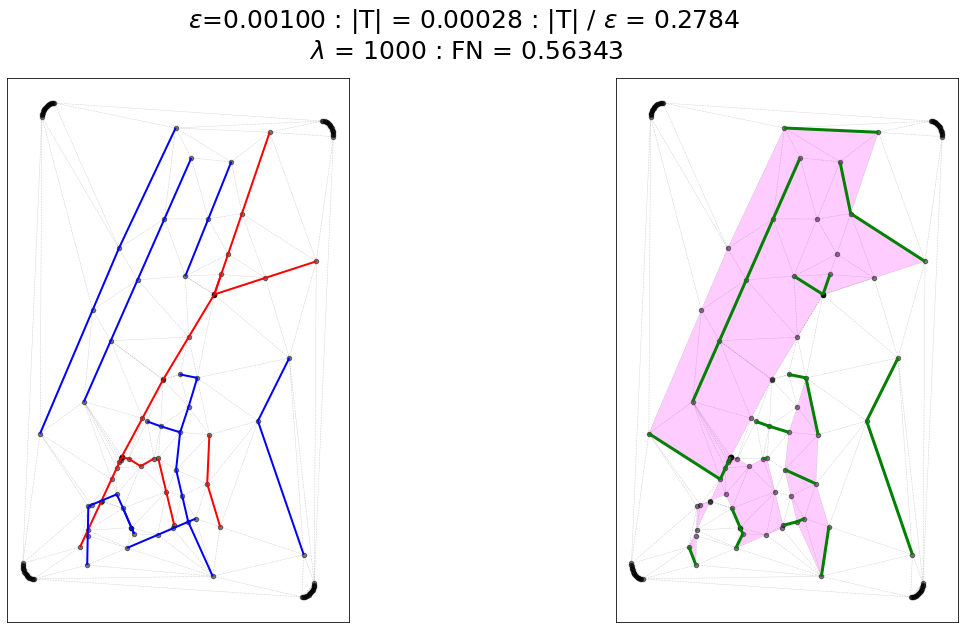 ε=0.00100 : |T| = 0.00028 : |T| / ε = 0.2784
λ = 1000 : FN = 0.56343